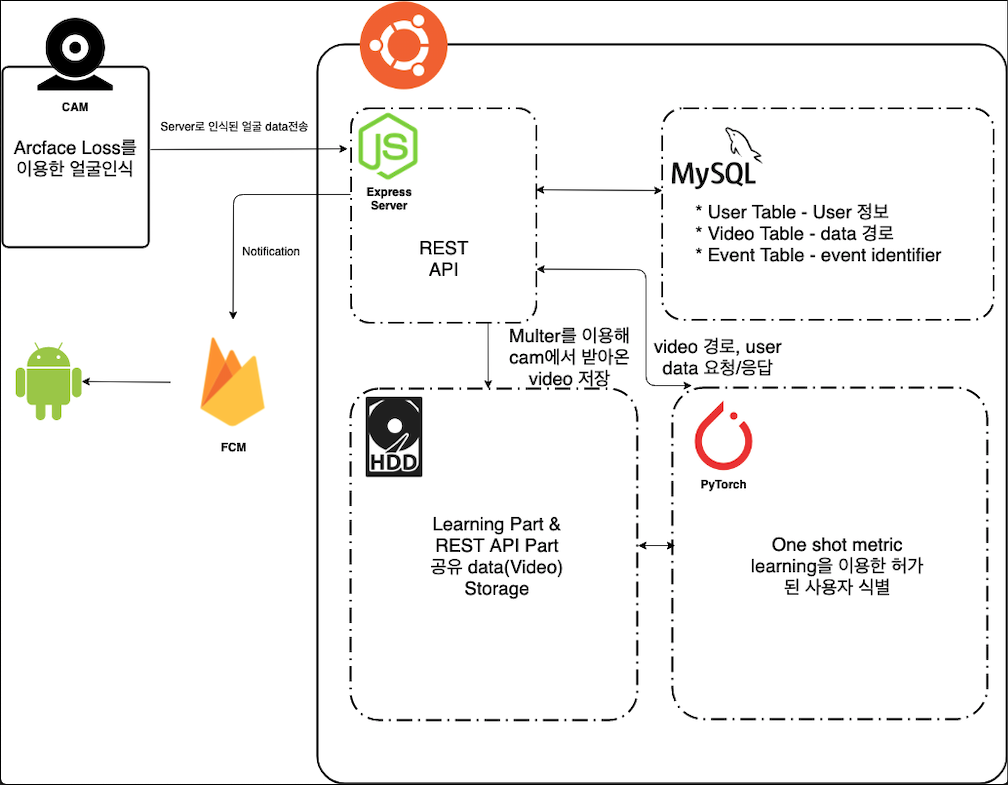 CAM
Arcface Loss를
이용한 얼굴인식
Server로 인식된 얼굴 data전송
JS
Express
Server
REST
API
MySQL
* User Table - User 정보
* Video Table - data 경로
* Event Table - event identifier
Notification
FCM
Multer를 이용해
cam에서 받아온
video 저장
video 경로, user
data 요청/응답
HDD
Learning Part &
REST API Part
공유 data(Video)
Storage
PyTorch
One shot metric
learning을 이용한 허가
된 사용자 식별